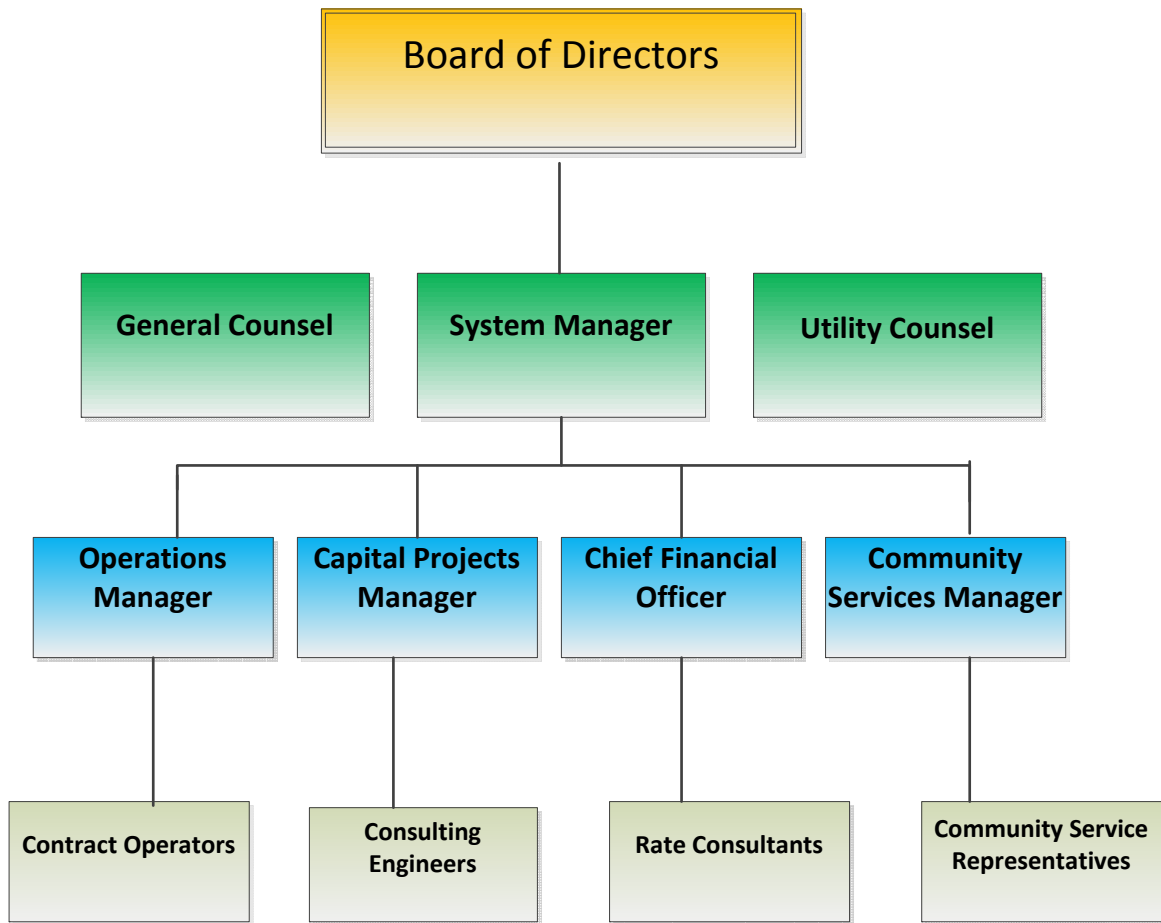 Board of Directors
General Counsel
System Manager
Utility Counsel
Operations
Manager
Capital Projects
Manager
Chief Financial
Officer
Community
Services Manager
Contract Operators
Consulting
Engineers
Rate Consultants
Community Service
Representatives